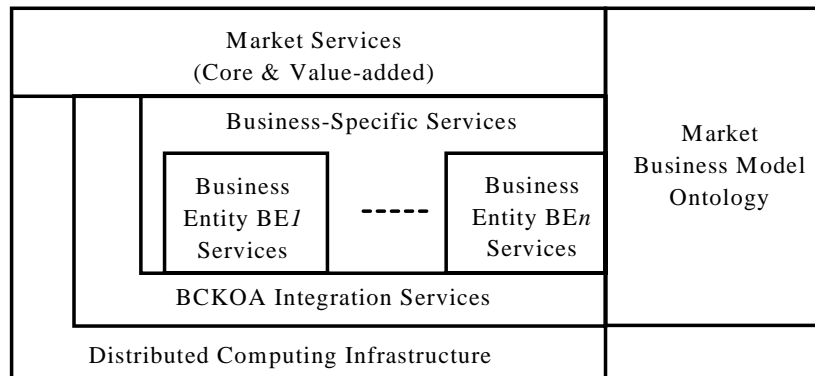 Market Services
(Core & Value-added)
Business-Specific Services
Market
Business Model
Ontology
Business
Entity BE1
Services
Business
Entity BEn
Services
BCKOA Integration Services
Distributed Computing Infrastructure